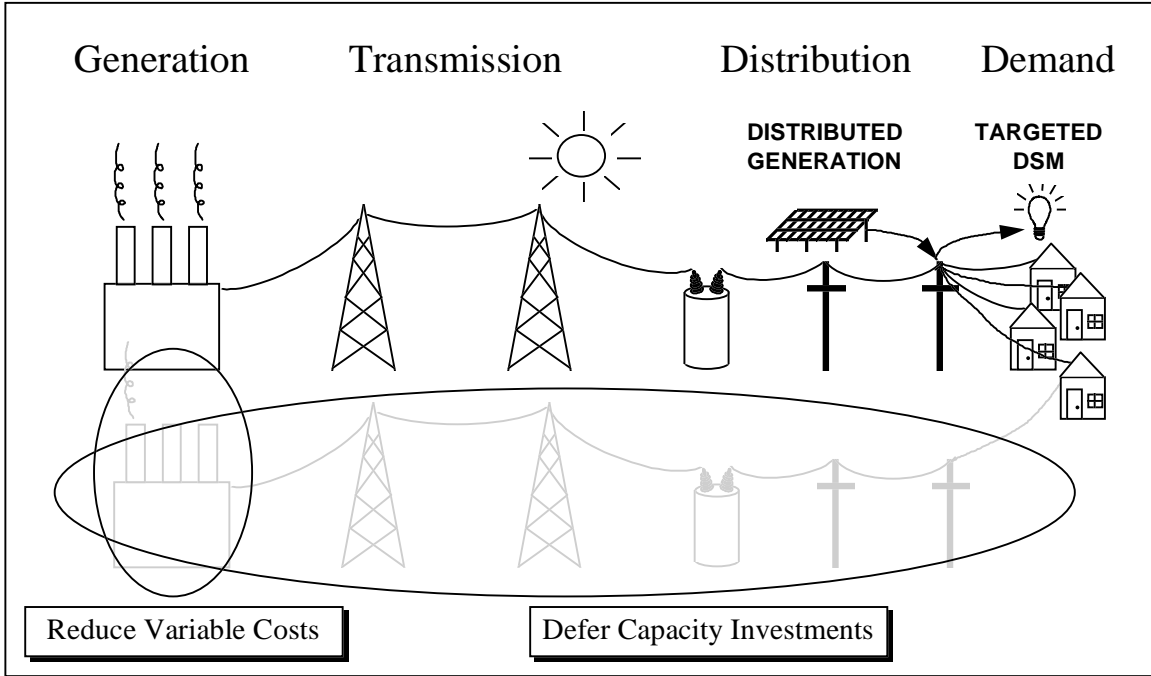 Generation
Transmission
Distribution
Demand
DISTRIBUTED
GENERATION
TARGETED
DSM
Reduce Variable Costs
Defer Capacity Investments